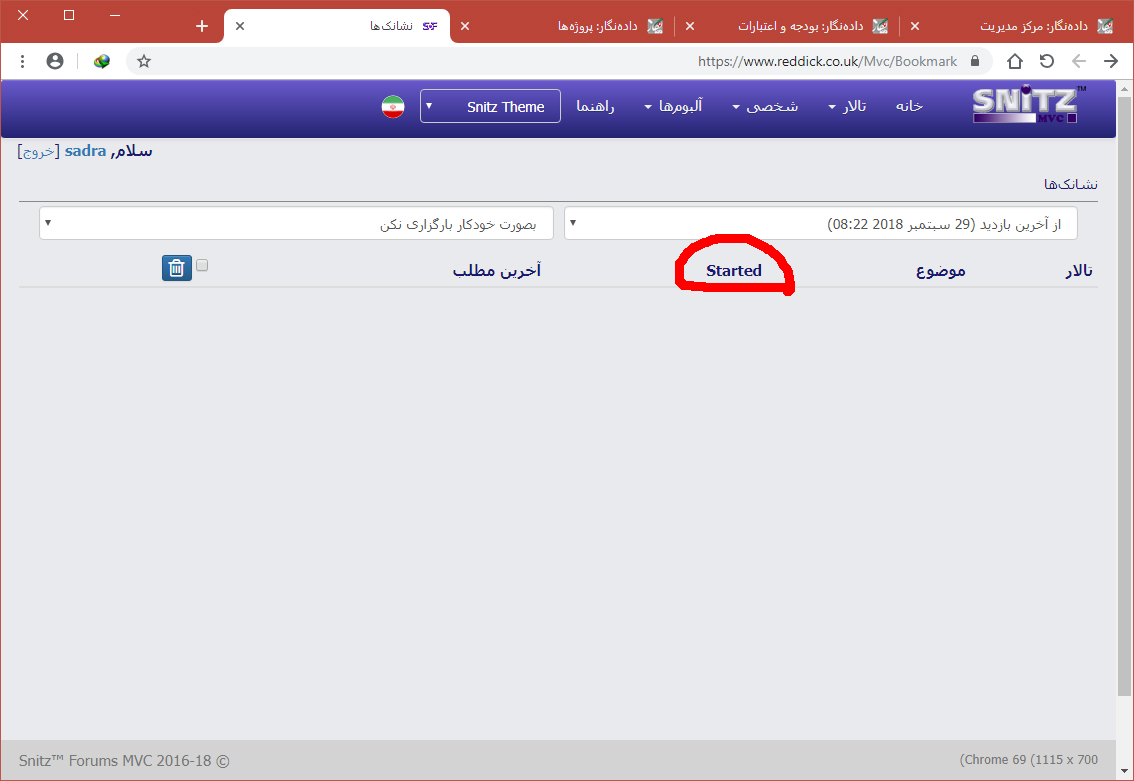 داده‌نگار: مرکز مدیریت
داده‌نگار: بودجه و اعتبارات
داده‌نگار: پروژه‌ها
نشانک‌ها
https://www.reddick.co.uk/Mvc/Bookmark
SNITZ™ MVC
خانه
تالار
شخصی
آلبوم‌ها
راهنما
Snitz Theme
سلام, sadra [خروج]
نشانک‌ها
از آخرین بازدید (29 سبتمبر 2018 08:22)
بصورت خودکار بارگزاری نکن
تالار
موضوع
Started
آخرین مطلب
(Chrome 69 (1115 x 700
Snitz™ Forums MVC 2016-18 ©